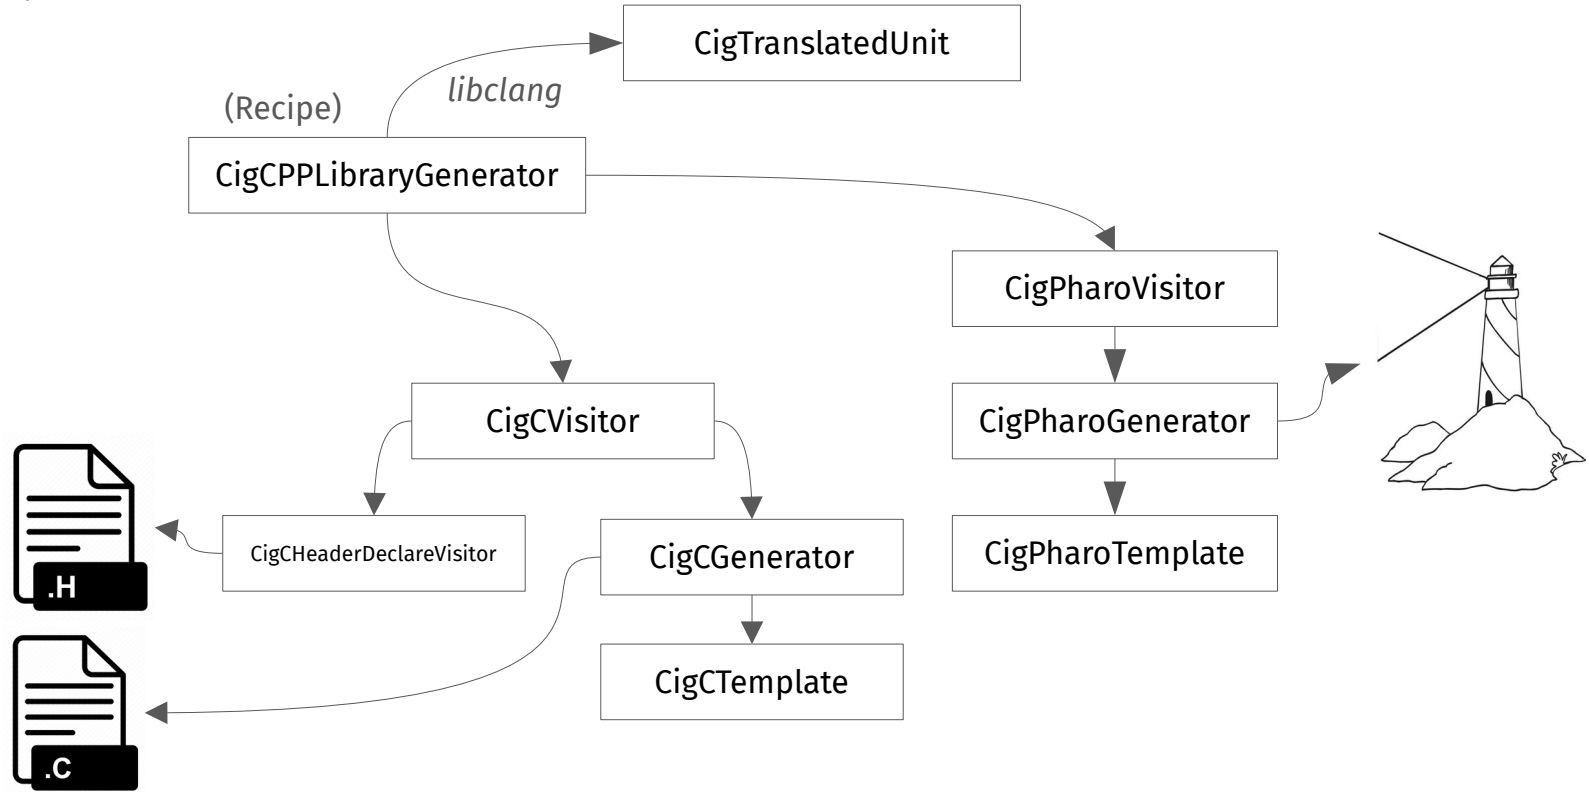 CigTranslatedUnit
libclang
(Recipe)
CigCPPLibraryGenerator
CigPharoVisitor
CigCVisitor
CigPharoGenerator
CigCHeaderDeclareVisitor
CigCGenerator
CigPharoTemplate
.H
CigCTemplate
.C